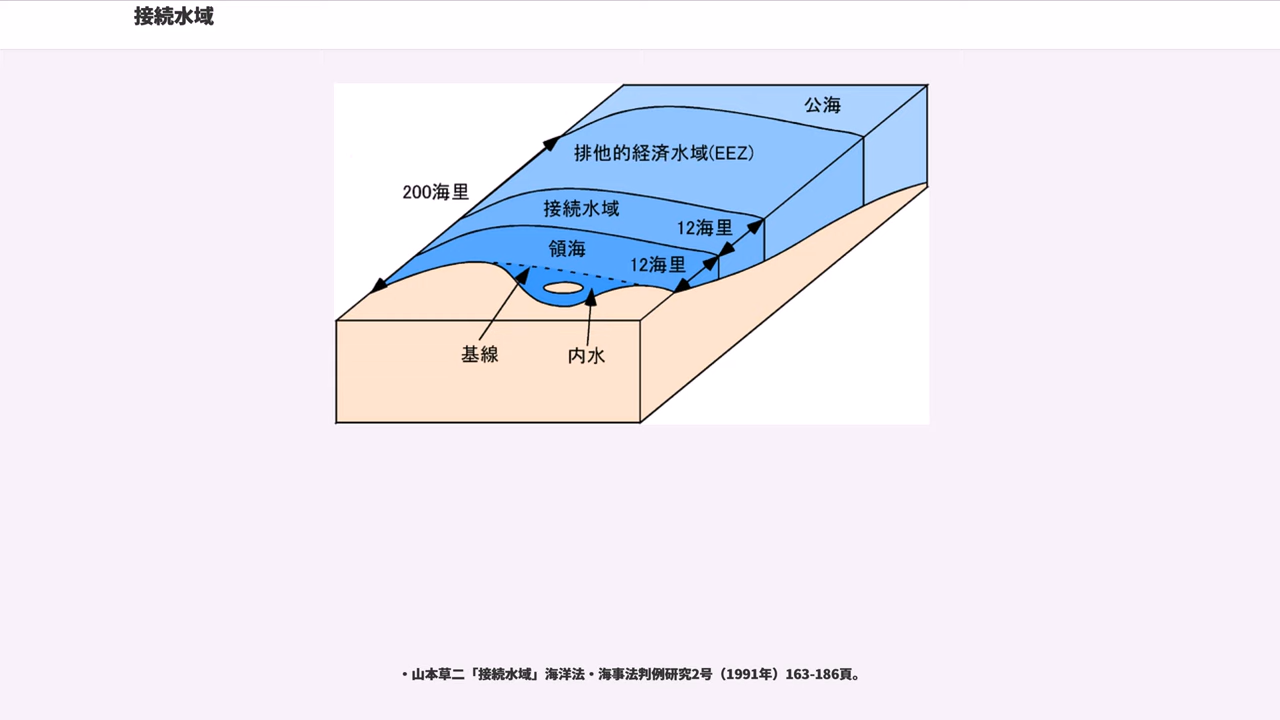 接続水域
公海
排他的経済水域(EEZ)
200海里
接続水域
12海里
領海
12海里
基線
内水
・山本草二「接続水域」海洋法・海事法判例研究2号（1991年）163-186頁。